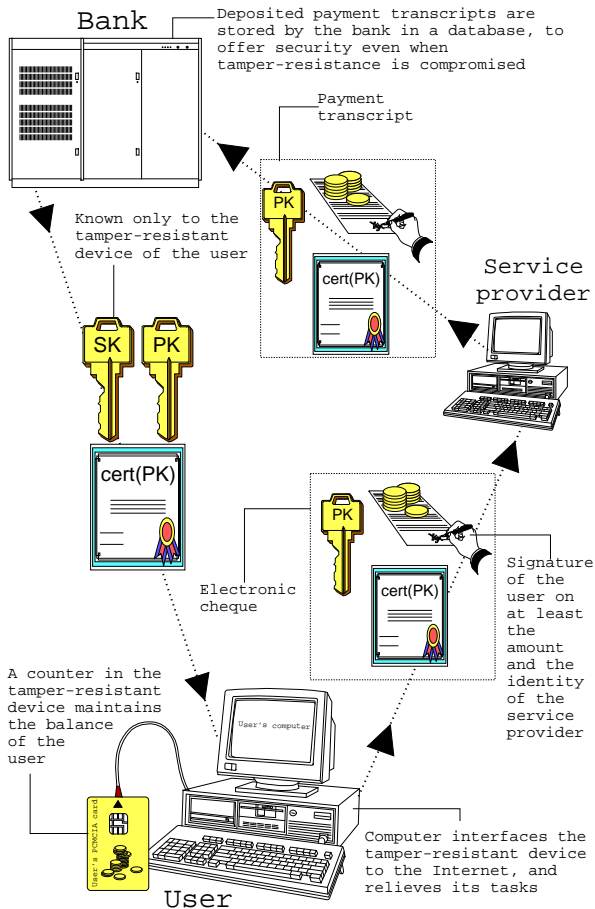 Bank
Deposited payment transcripts are
stored by the bank in a database, to
offer security even when
tamper-resistance is compromised
Payment
transcript
PK
cert(PK)
Known only to the
tamper-resistant
device of the user
SK
PK
cert(PK)
Service
provider
PK
cert(PK)
Electronic
cheque
Signature
of the
user on
at least
the
amount
and the
identity
of the
service
provider
A counter in the
tamper-resistant
device maintains
the balance
of the
user
User's computer
User's PCMCIA card
Computer interfaces the
tamper-resistant device
to the Internet, and
relieves its tasks
User